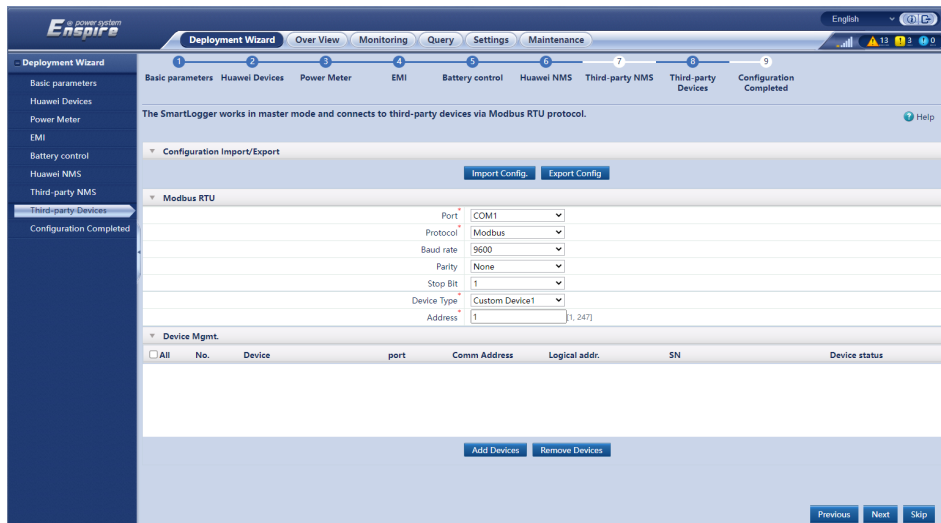 Enspire
e power system
English
Deployment Wizard Over View Monitoring Query Settings Maintenance
13 3 0
Deployment Wizard
Basic parameters
Huawei Devices
Power Meter
EMI
Battery control
Huawei NMS
Third-party NMS
Third-party Devices
Configuration Completed
1 2 3 4 5 6 7 8 9
Basic parameters Huawei Devices Power Meter EMI Battery control Huawei NMS Third-party NMS Third-party Devices Configuration Completed
The SmartLogger works in master mode and connects to third-party devices via Modbus RTU protocol.
? Help
Configuration Import/Export
Import Config. Export Config
Modbus RTU
Port * COM1
Protocol * Modbus
Baud rate 9600
Parity None
Stop Bit 1
Device Type * Custom Device1
Address * 1 [1, 247]
Device Mgmt.
All No. Device port Comm Address Logical addr. SN Device status
Add Devices Remove Devices
Previous Next Skip